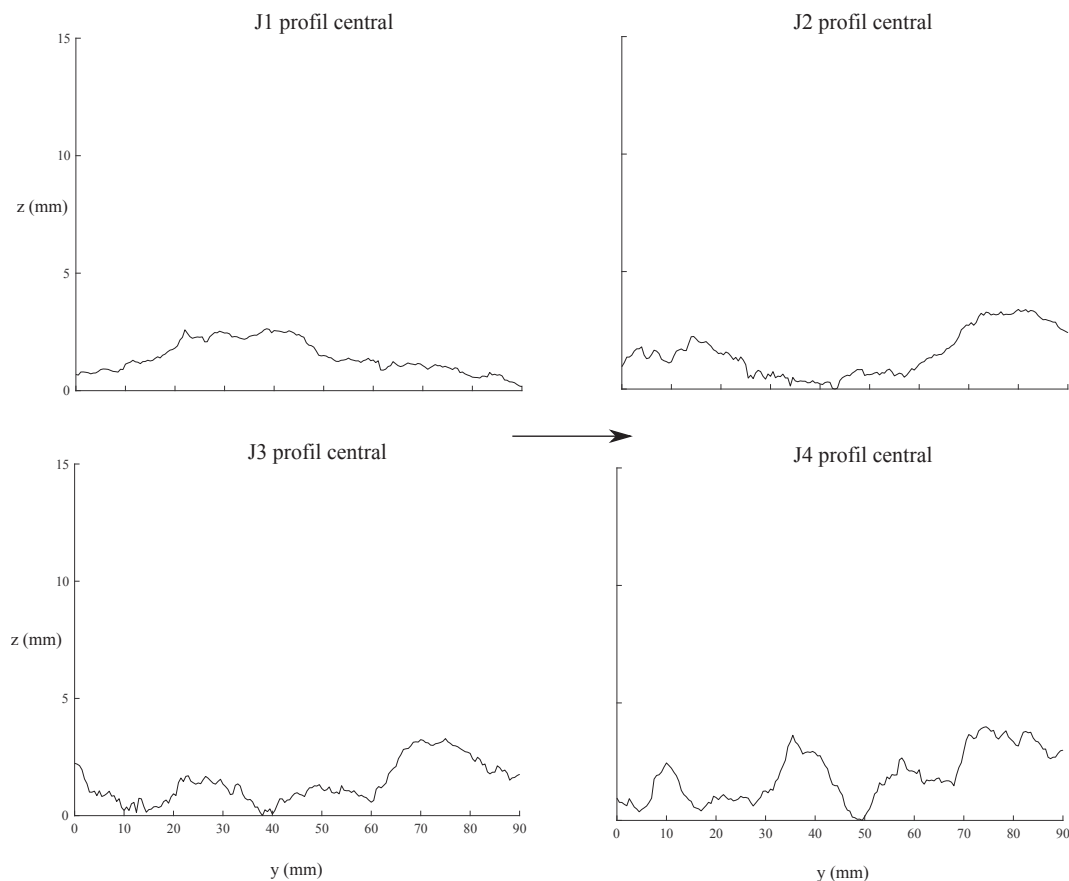 J1 profil central
J2 profil central
15
10
z (mm)
5
0
J3 profil central
J4 profil central
15
10
z (mm)
5
0
0 10 20 30 40 50 60 70 80 90
0 10 20 30 40 50 60 70 80 90
y (mm)
y (mm)